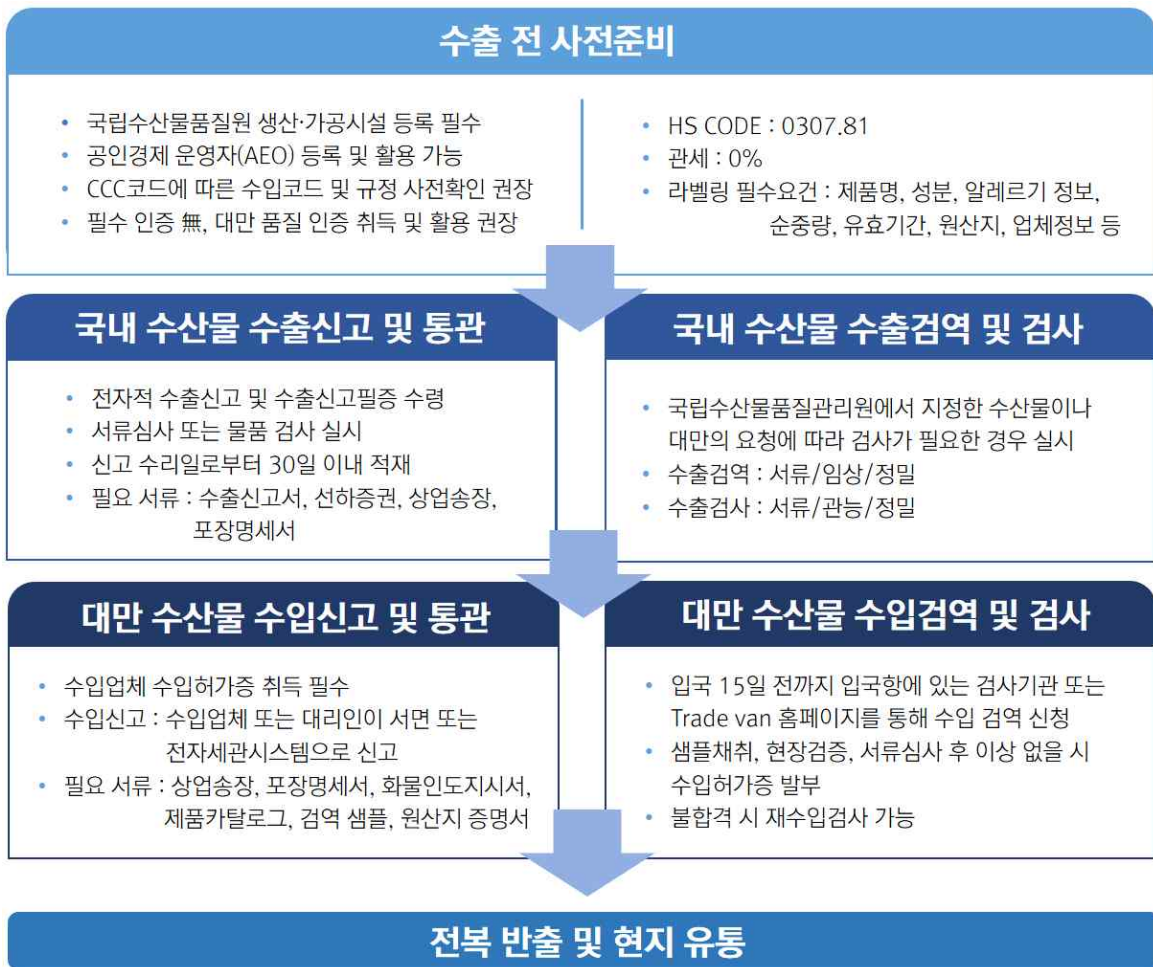 수출 전 사전준비
• 국립수산물품질원 생산·가공시설 등록 필수
• 공인경제 운영자(AEO) 등록 및 활용 가능
• CCC코드에 따른 수입코드 및 규정 사전확인 권장
• 필수 인증 無, 대만 품질 인증 취득 및 활용 권장
• HS CODE : 0307.81
• 관세 : 0%
• 라벨링 필수요건 : 제품명, 성분, 알레르기 정보,
순중량, 유효기간, 원산지, 업체정보 등
국내 수산물 수출신고 및 통관
• 전자적 수출신고 및 수출신고필증 수령
• 서류심사 또는 물품 검사 실시
• 신고 수리일로부터 30일 이내 적재
• 필요 서류 : 수출신고서, 선하증권, 상업송장,
포장명세서
국내 수산물 수출검역 및 검사
• 국립수산물품질관리원에서 지정한 수산물이나
대만의 요청에 따라 검사가 필요한 경우 실시
• 수출검역 : 서류/임상/정밀
• 수출검사 : 서류/관능/정밀
대만 수산물 수입신고 및 통관
• 수입업체 수입허가증 취득 필수
• 수입신고 : 수입업체 또는 대리인이 서면 또는
전자세관시스템으로 신고
• 필요 서류 : 상업송장, 포장명세서, 화물인도지시서,
제품카탈로그, 검역 샘플, 원산지 증명서
대만 수산물 수입검역 및 검사
• 입국 15일 전까지 입국항에 있는 검사기관 또는
Trade van 홈페이지를 통해 수입 검역 신청
• 샘플채취, 현장검증, 서류심사 후 이상 없을 시
수입허가증 발부
• 불합격 시 재수입검사 가능
전복 반출 및 현지 유통